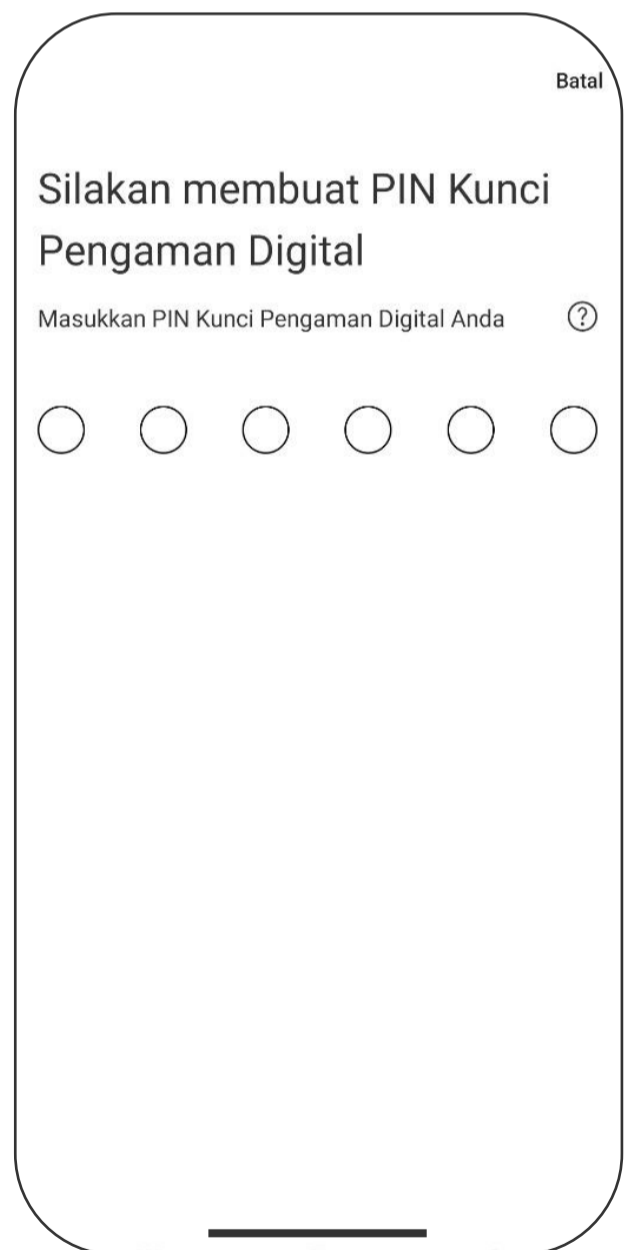 Batal
Silakan membuat PIN Kunci
Pengaman Digital
Masukkan PIN Kunci Pengaman Digital Anda
?